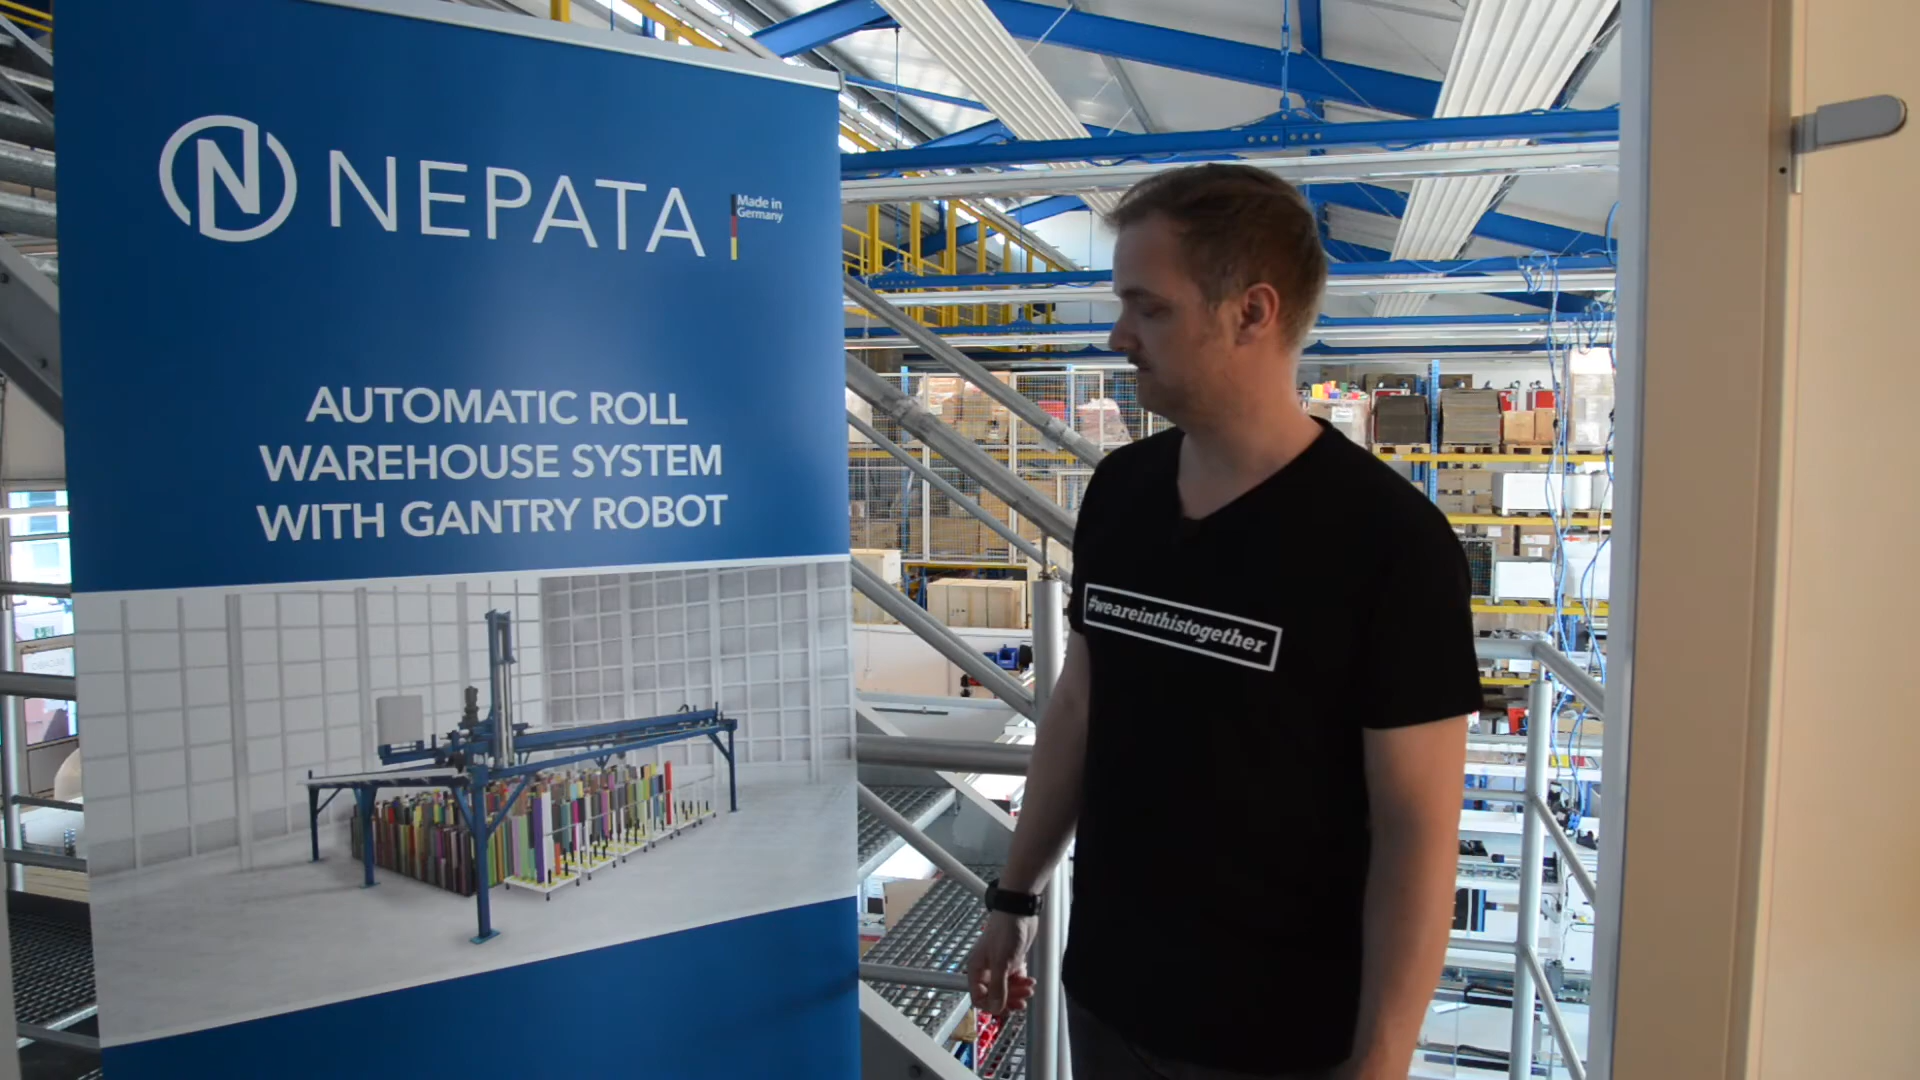 N NEPATA
Made in
Germany
AUTOMATIC ROLL
WAREHOUSE SYSTEM
WITH GANTRY ROBOT
#weareinthistogether